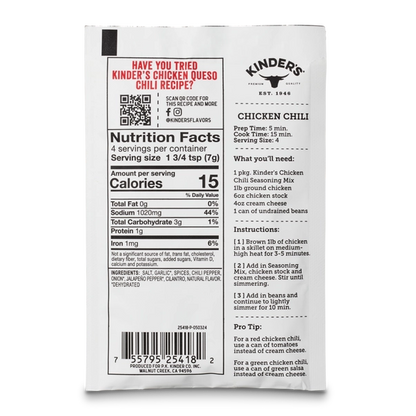 HAVE YOU TRIED
KINDER'S CHICKEN QUESO
CHILI RECIPE?
SCAN QR CODE FOR
THIS RECIPE AND MORE
@KINDERSFLAVORS
Nutrition Facts
4 servings per container
Serving size 1 3/4 tsp (7g)
Amount per serving
Calories 15
% Daily Value
Total Fat 0g 0%
Sodium 1020mg 44%
Total Carbohydrate 3g 1%
Protein 1g
Iron 1mg 6%
Not a significant source of fat, trans fat, cholesterol,
dietary fiber, total sugars, added sugars, Vitamin D,
calcium and potassium.
INGREDIENTS: SALT, GARLIC*, SPICES, CHILI PEPPER,
ONION*, JALAPEÑO PEPPER*, CILANTRO, NATURAL FLAVOR.
*DEHYDRATED
25418-P-050324
7 55795 25418 2
PRODUCED FOR P.K. KINDER CO, INC.
WALNUT CREEK, CA 94596
KINDER'S
PREMIUM QUALITY
EST. 1946
CHICKEN CHILI
Prep Time: 5 min.
Cook Time: 15 min.
Serving Size: 4
What you'll need:
1 pkg. Kinder's Chicken
Chili Seasoning Mix
1lb ground chicken
6oz chicken stock
4oz cream cheese
1 can of undrained beans
Instructions:
[ 1 ] Brown 1lb of chicken
in a skillet on medium-
high heat for 3-5 minutes.
[ 2 ] Add in Seasoning
Mix, chicken stock and
cream cheese. Stir until
simmering.
[ 3 ] Add in beans and
continue to lightly
simmer for 10 min.
Pro Tip:
For a red chicken chili,
use a can of tomatoes
instead of cream cheese.
For a green chicken chili,
use a can of green salsa
instead of cream cheese.